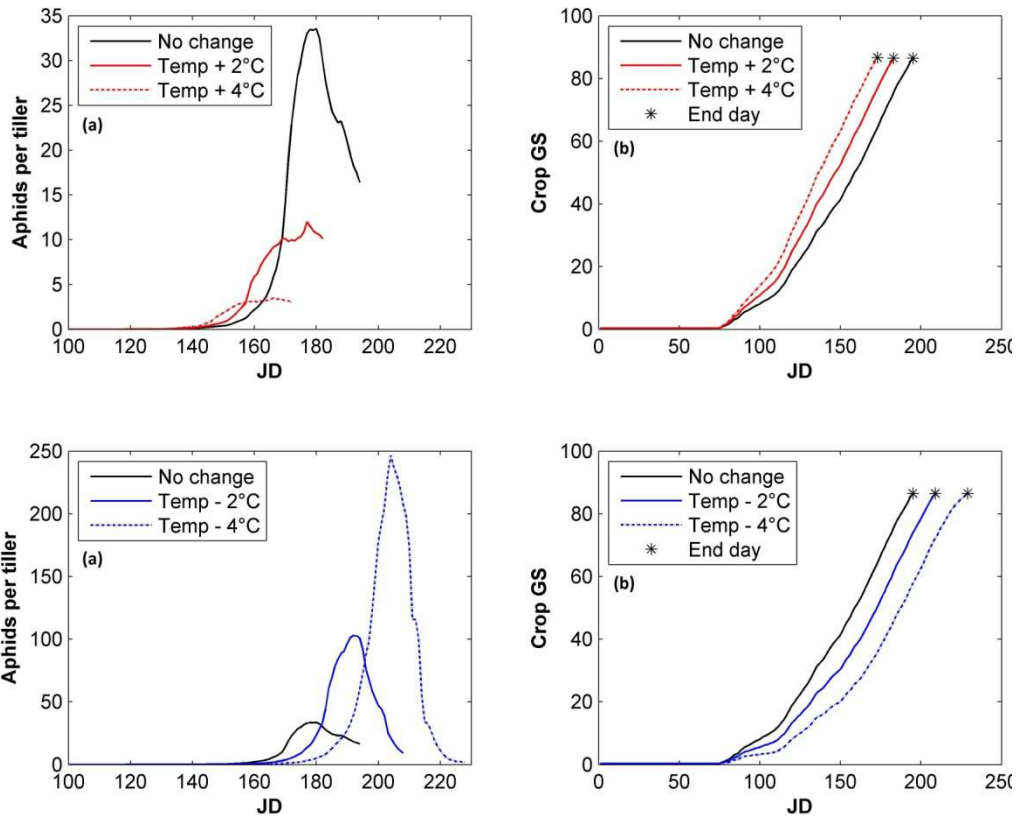 Aphids per tiller
35
30
25
20
15
10
5
0
No change
Temp + 2°C
Temp + 4°C
(a)
100 120 140 160 180 200 220
JD
Crop GS
100
80
60
40
20
0
No change
Temp + 2°C
Temp + 4°C
End day
(b)
0 50 100 150 200 250
JD
Aphids per tiller
250
200
150
100
50
0
No change
Temp - 2°C
Temp - 4°C
(a)
100 120 140 160 180 200 220
JD
Crop GS
100
80
60
40
20
0
No change
Temp - 2°C
Temp - 4°C
End day
(b)
0 50 100 150 200 250
JD